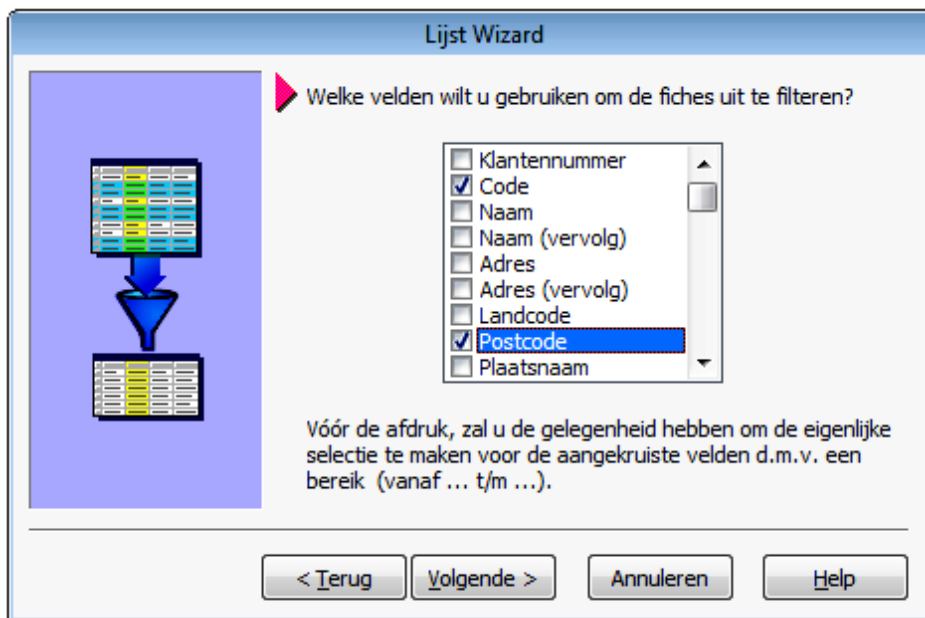 Lijst Wizard
Welke velden wilt u gebruiken om de fiches uit te filteren?
Klantennummer
Code
Naam
Naam (vervolg)
Adres
Adres (vervolg)
Landcode
Postcode
Plaatsnaam
Vóór de afdruk, zal u de gelegenheid hebben om de eigenlijke
selectie te maken voor de aangekruiste velden d.m.v. een
bereik (vanaf ... t/m ...).
< Terug
Volgende >
Annuleren
Help